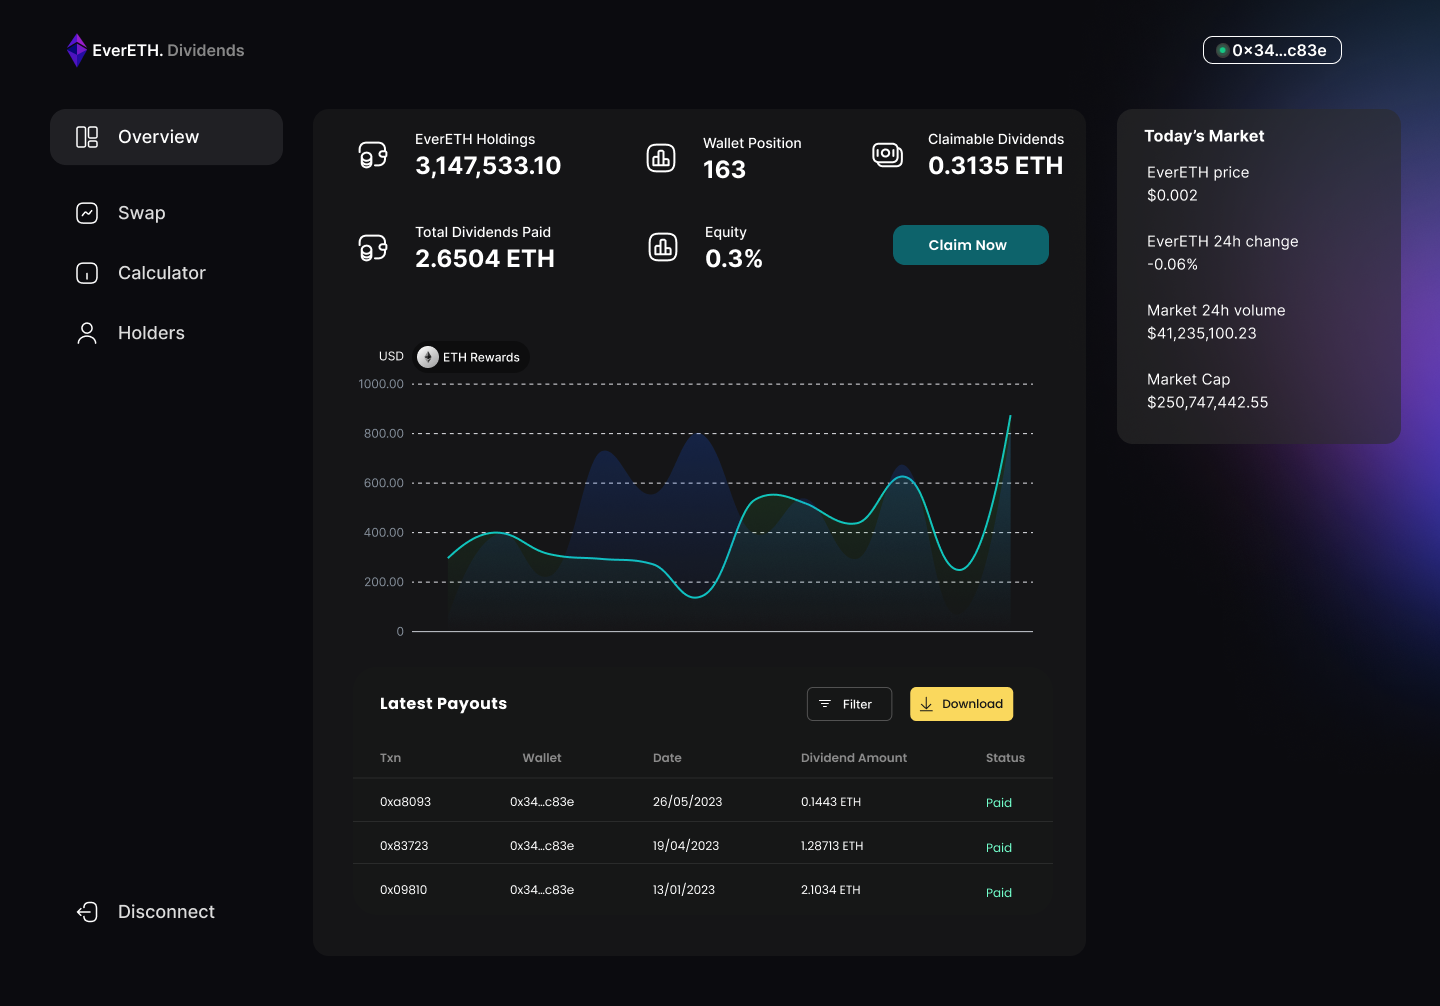 EverETH. Dividends
0x34...c83e
Overview
Swap
Calculator
Holders
Disconnect
EverETH Holdings
3,147,533.10
Wallet Position
163
Claimable Dividends
0.3135 ETH
Total Dividends Paid
2.6504 ETH
Equity
0.3%
Claim Now
USD
ETH Rewards
1000.00
800.00
600.00
400.00
200.00
0
Latest Payouts
Filter
Download
Txn Wallet Date Dividend Amount Status
0xa8093 0x34...c83e 26/05/2023 0.1443 ETH Paid
0x83723 0x34...c83e 19/04/2023 1.28713 ETH Paid
0x09810 0x34...c83e 13/01/2023 2.1034 ETH Paid
Today's Market
EverETH price
$0.002
EverETH 24h change
-0.06%
Market 24h volume
$41,235,100.23
Market Cap
$250,747,442.55